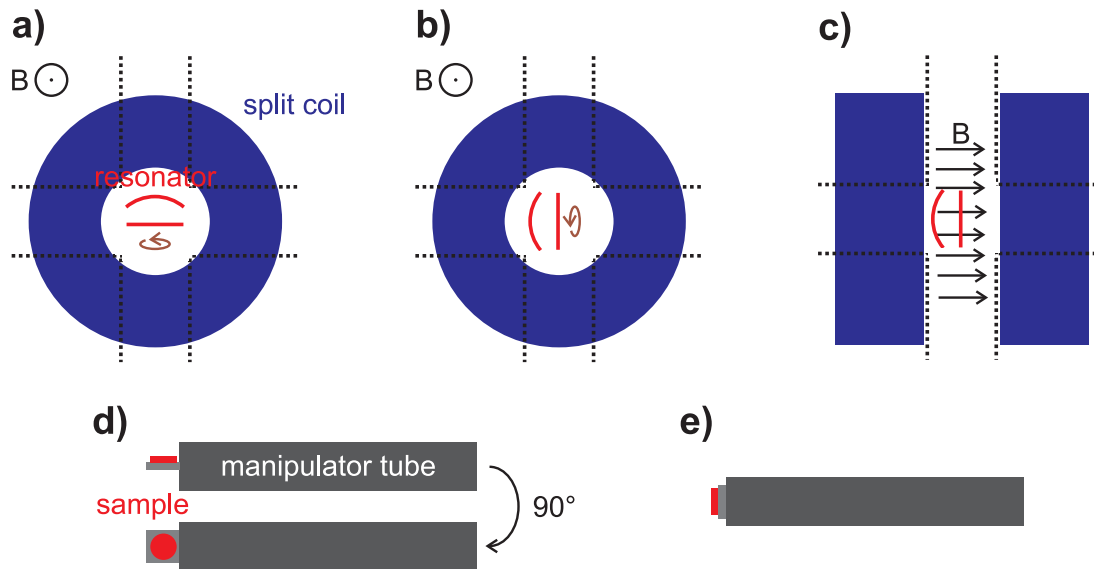 a)
B
split coil
resonator
b)
B
c)
B
d)
manipulator tube
sample
90°
e)